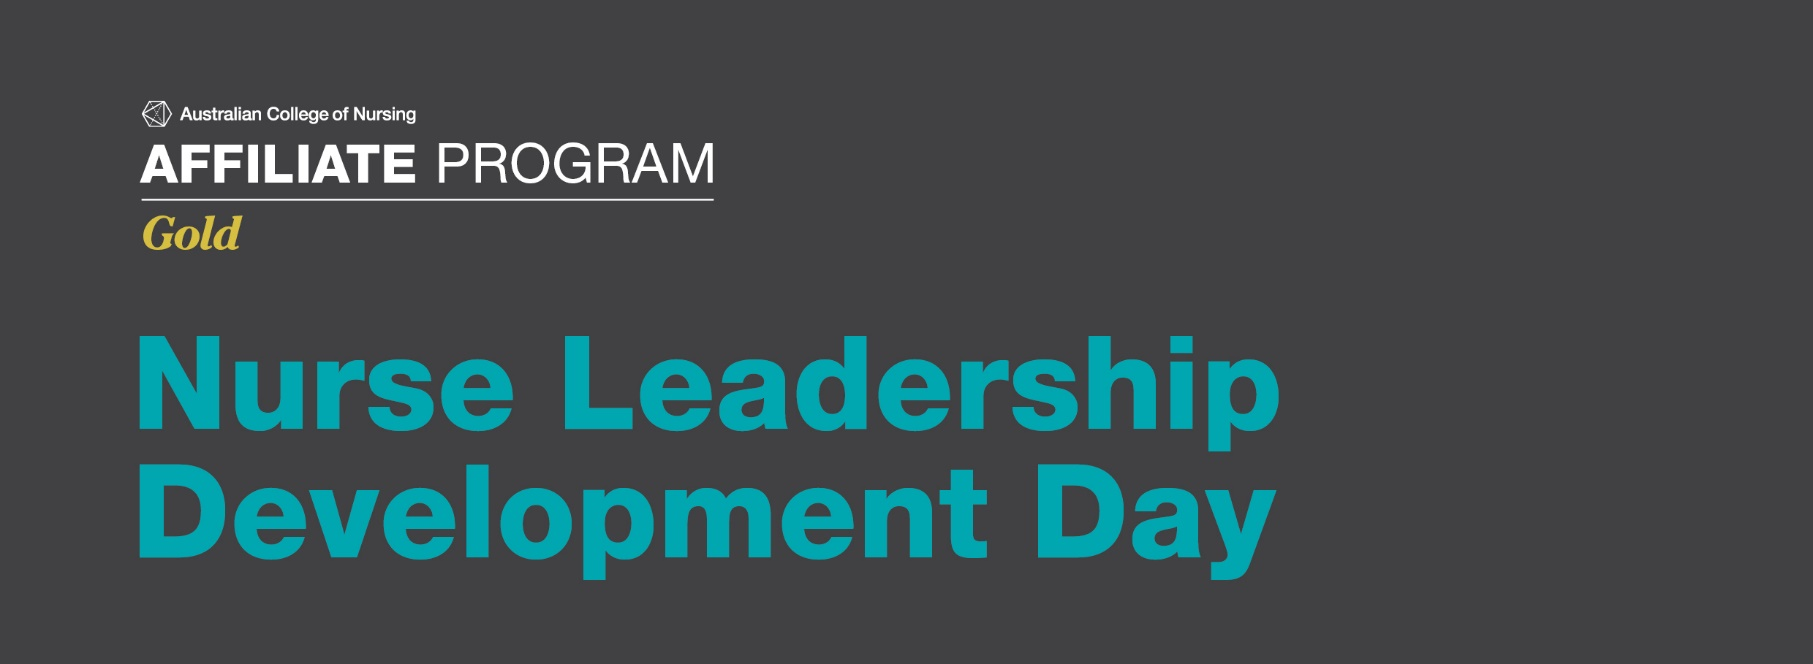 Australian College of Nursing
AFFILIATE PROGRAM
Gold
Nurse Leadership
Development Day